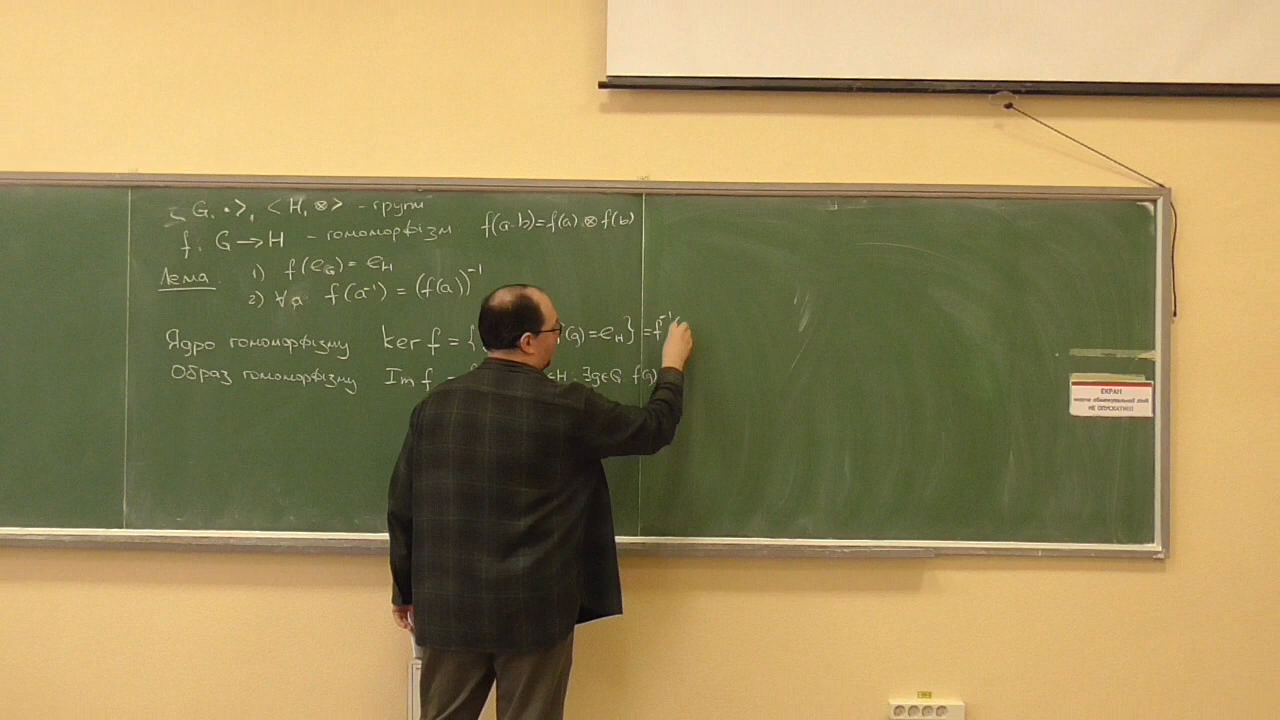 < G, · >, < H, ⊗ > – групи
f: G → H – гомоморфізм f(a·b)=f(a)⊗f(b)
Лема 1) f(e_G) = e_H
2) ∀a f(a⁻¹) = (f(a))⁻¹
Ядро гомоморфізму ker f = { (g) = e_H } = f⁻¹(
Образ гомоморфізму Im f ∈H ∃g∈G f(g)
ЕКРАН
НЕ ОПУСКАТИ!!!